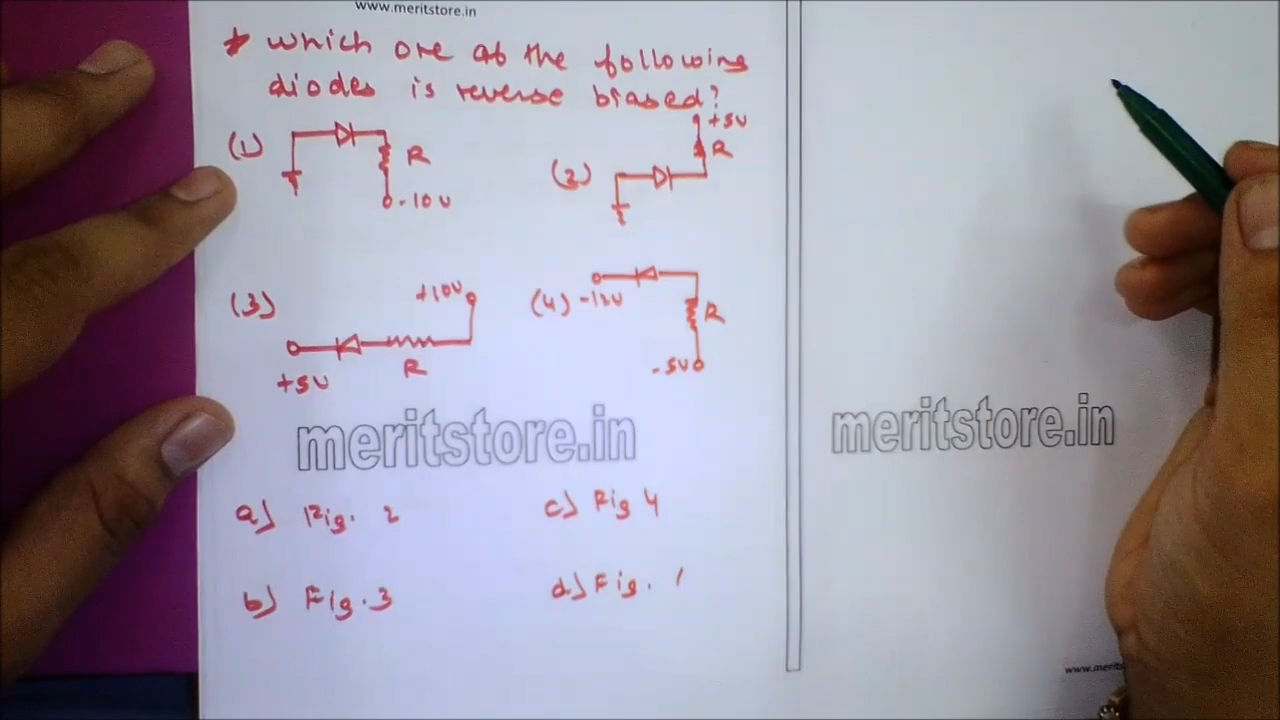 www.meritstore.in
* which one of the following
diodes is reverse biased?
(1) R -10V
(2) +5V R
(3) +10V +5V R
(4) -12V R -5V
meritstore.in
meritstore.in
a) Fig. 2
c) Fig 4
b) Fig. 3
d) Fig. 1